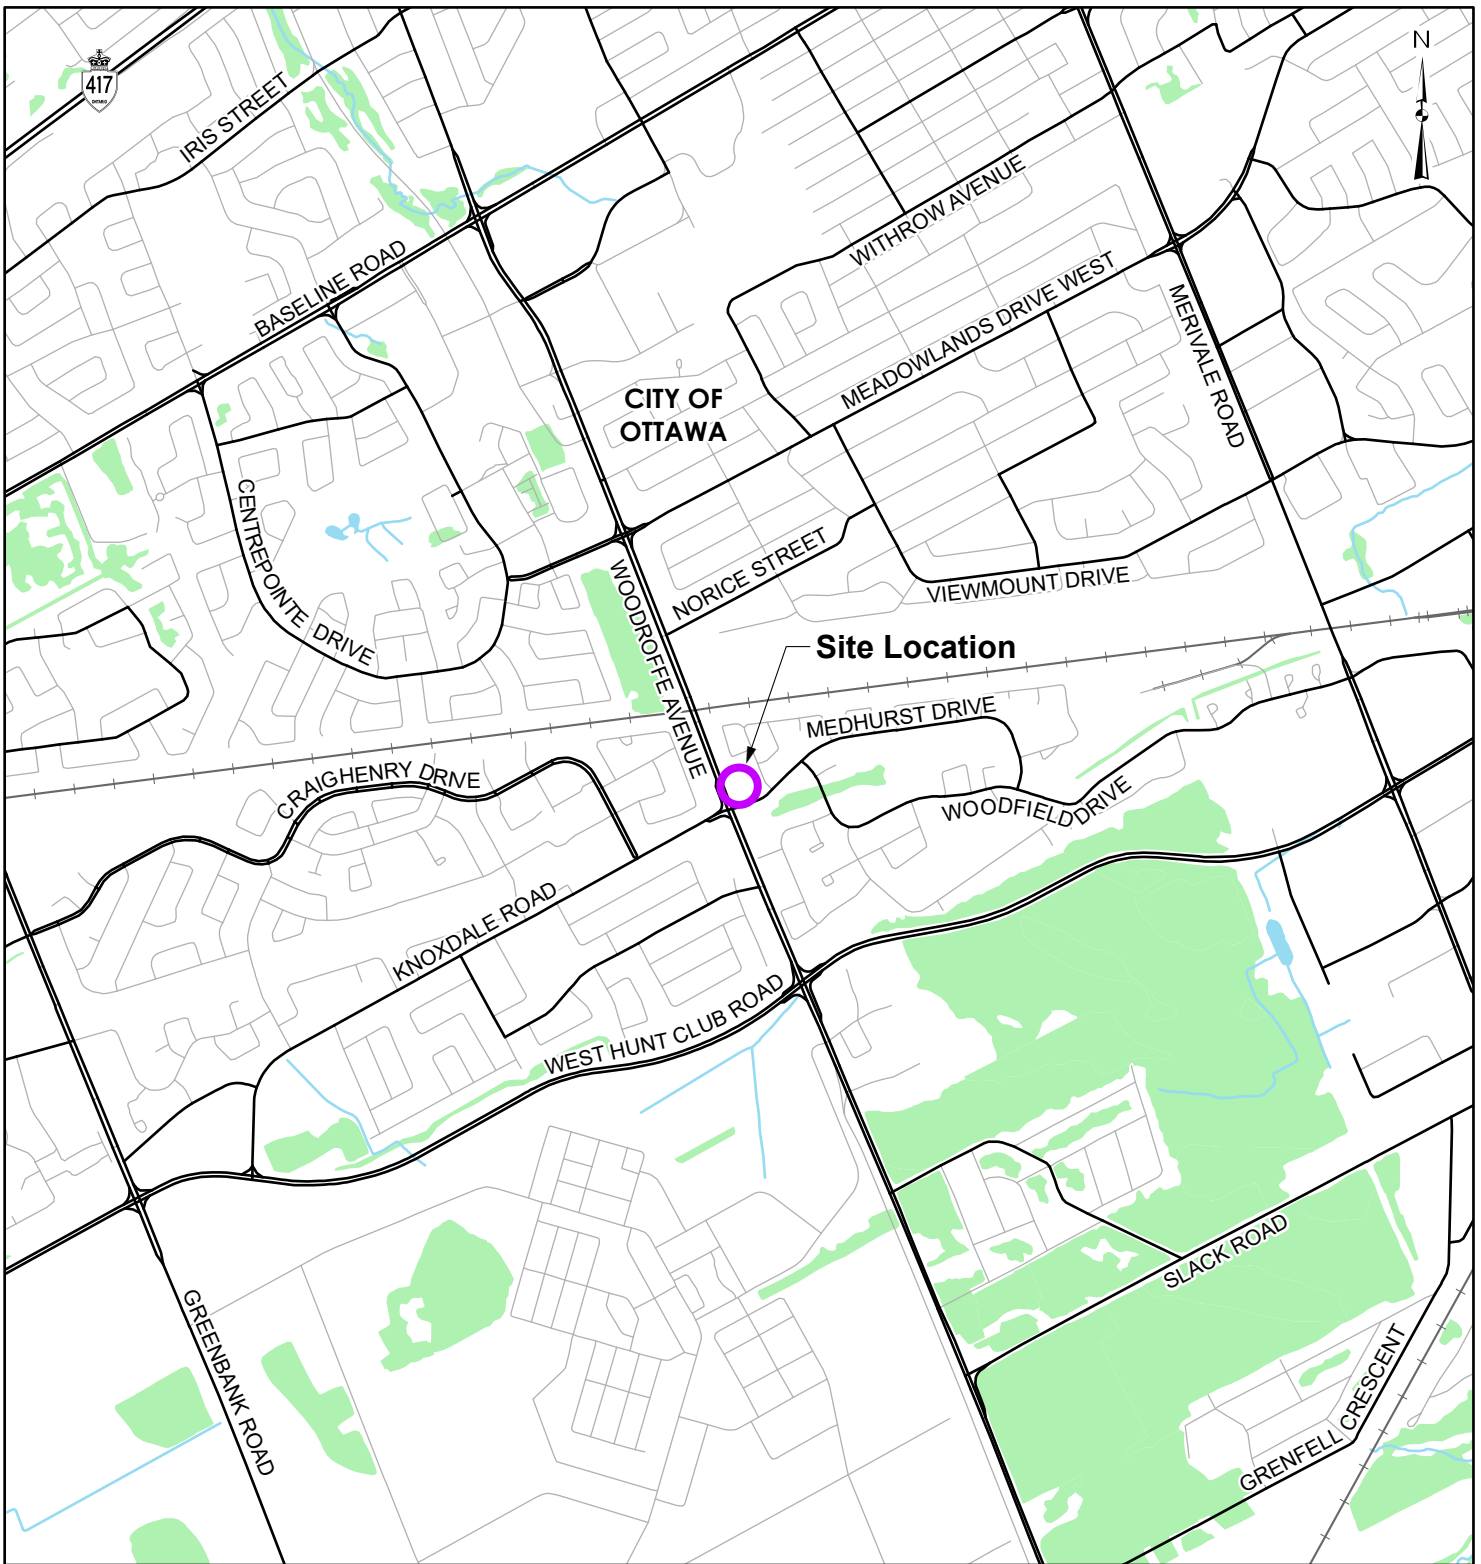 N
417
ONTARIO
IRIS STREET
WITHROW AVENUE
BASELINE ROAD
MEADOWLANDS DRIVE WEST
MERIVALE ROAD
CITY OF
OTTAWA
CENTREPOINTE DRIVE
NORICE STREET
VIEWMOUNT DRIVE
WOODROFFE AVENUE
Site Location
MEDHURST DRIVE
CRAIGHENRY DRIVE
WOODFIELD DRIVE
KNOXDALE ROAD
WEST HUNT CLUB ROAD
SLACK ROAD
GREENBANK ROAD
GRENFELL CRESCENT